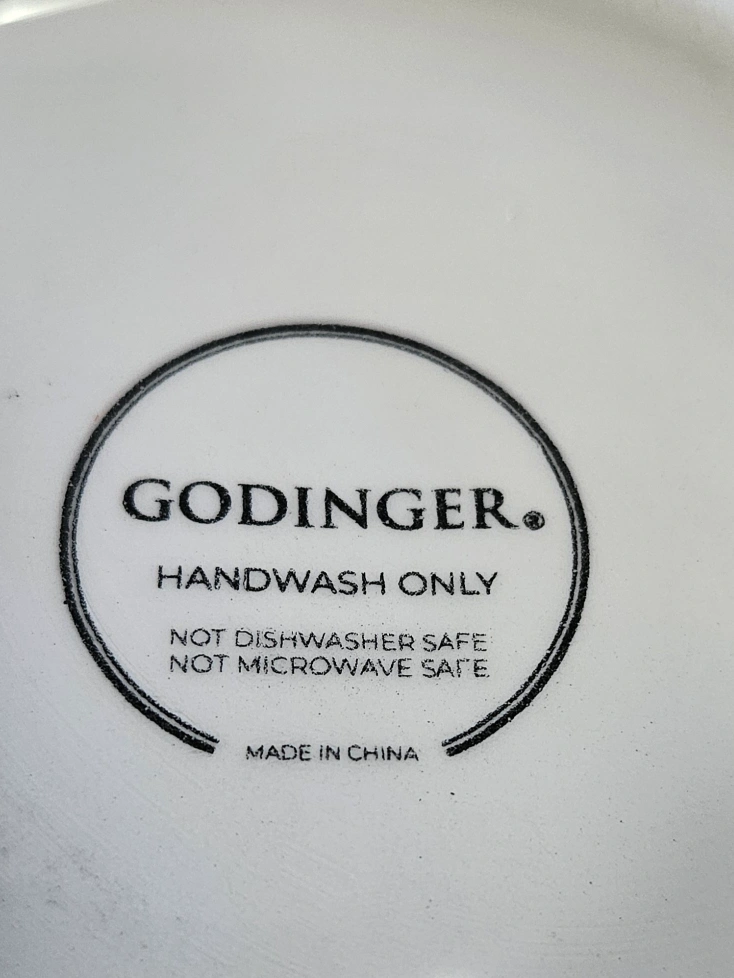 GODINGER®
HANDWASH ONLY
NOT DISHWASHER SAFE
NOT MICROWAVE SAFE
MADE IN CHINA